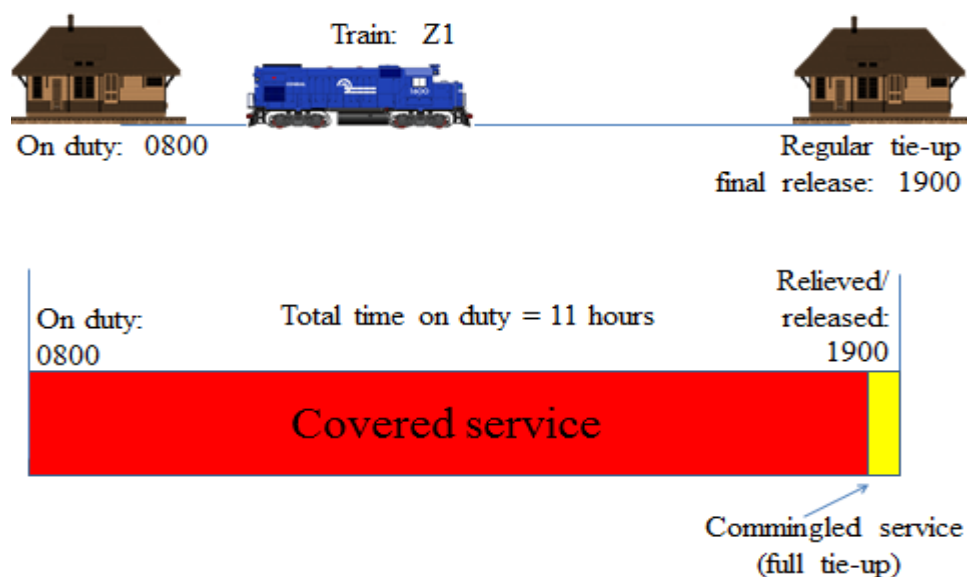 Train: Z1
On duty: 0800
Regular tie-up
final release: 1900
On duty:
0800
Total time on duty = 11 hours
Relieved/
released:
1900
Covered service
Commingled service
(full tie-up)